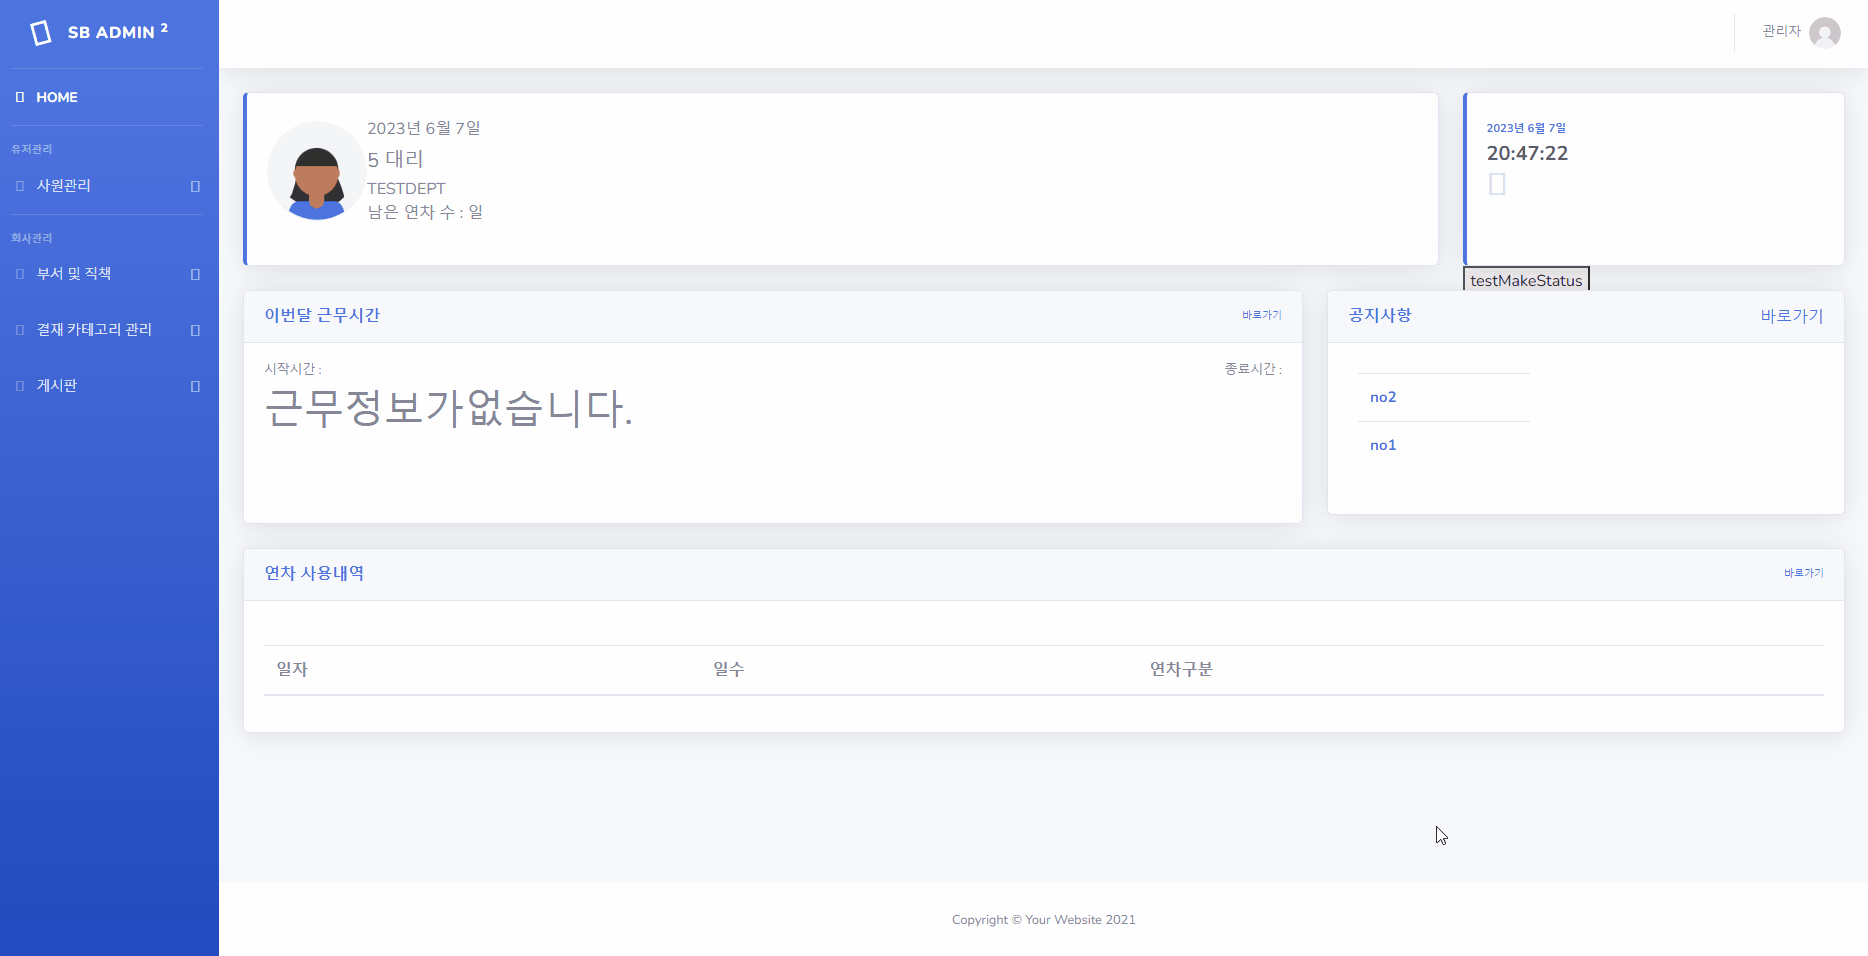 SB ADMIN 2
관리자
HOME
유저관리
사원관리
회사관리
부서 및 직책
결재 카테고리 관리
게시판
2023년 6월 7일
5 대리
TESTDEPT
남은 연차 수 : 일
2023년 6월 7일
20:47:22
testMakeStatus
이번달 근무시간
바로가기
시작시간 :
종료시간 :
근무정보가없습니다.
공지사항
바로가기
no2
no1
연차 사용내역
바로가기
일자
일수
연차구분
Copyright © Your Website 2021